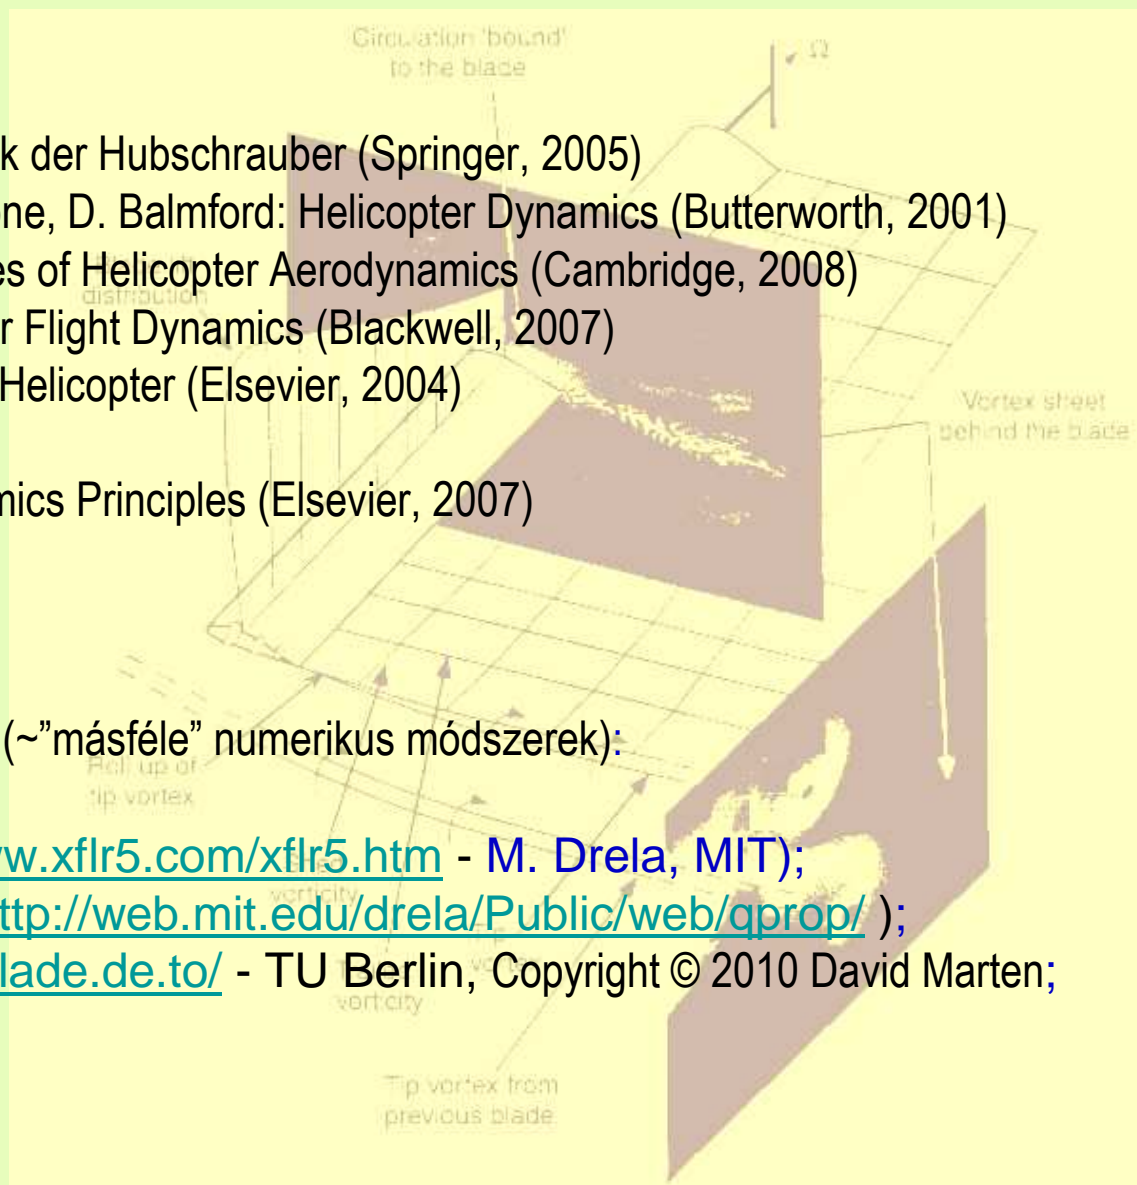 Circulation 'bound'
to the blade
Ω
k der Hubschrauber (Springer, 2005)
ne, D. Balmford: Helicopter Dynamics (Butterworth, 2001)
es of Helicopter Aerodynamics (Cambridge, 2008)
distribution
r Flight Dynamics (Blackwell, 2007)
Helicopter (Elsevier, 2004)
Vortex sheet
behind the blade
mics Principles (Elsevier, 2007)
(~”másféle” numerikus módszerek):
Roll up of
tip vortex
w.xflr5.com/xflr5.htm - M. Drela, MIT);
vorticity
ttp://web.mit.edu/drela/Public/web/qprop/ );
vortex
lade.de.to/ - TU Berlin, Copyright © 2010 David Marten;
vorticity
Tip vortex from
previous blade